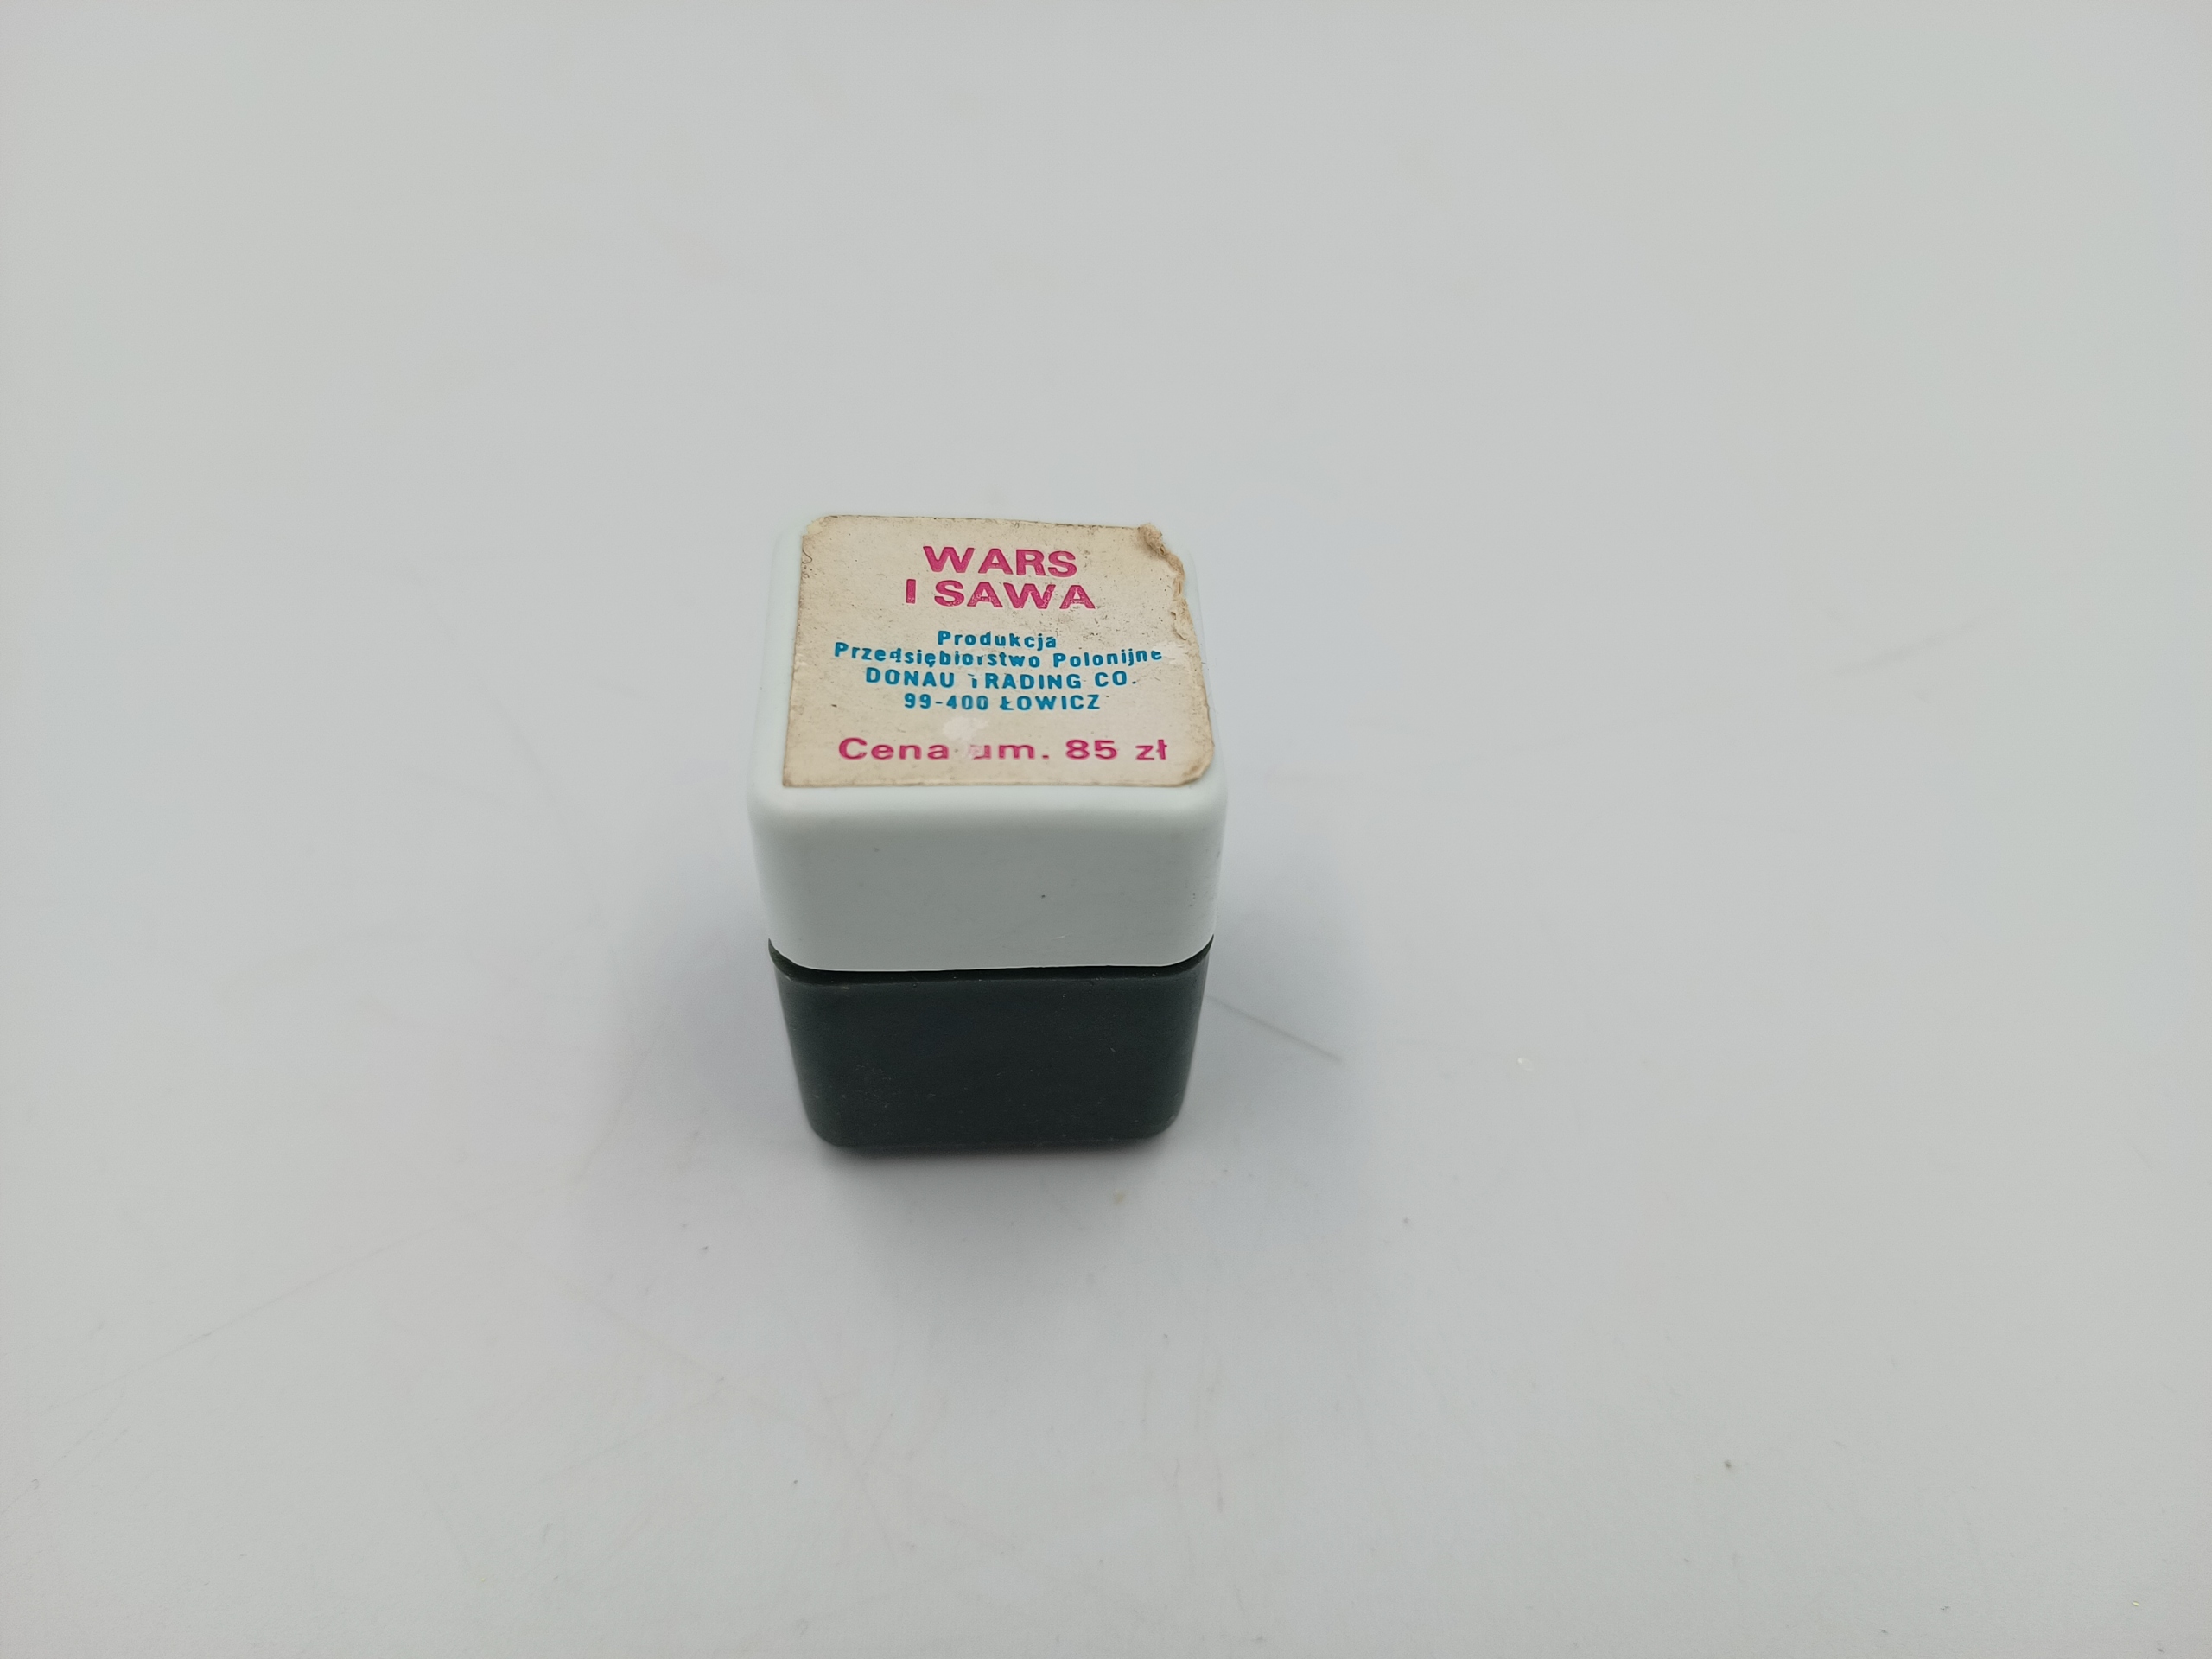 WARS
I SAWA
Produkcja
Przedsiębiorstwo Polonijne
DONAU TRADING CO.
99-400 ŁOWICZ
Cena um. 85 zł